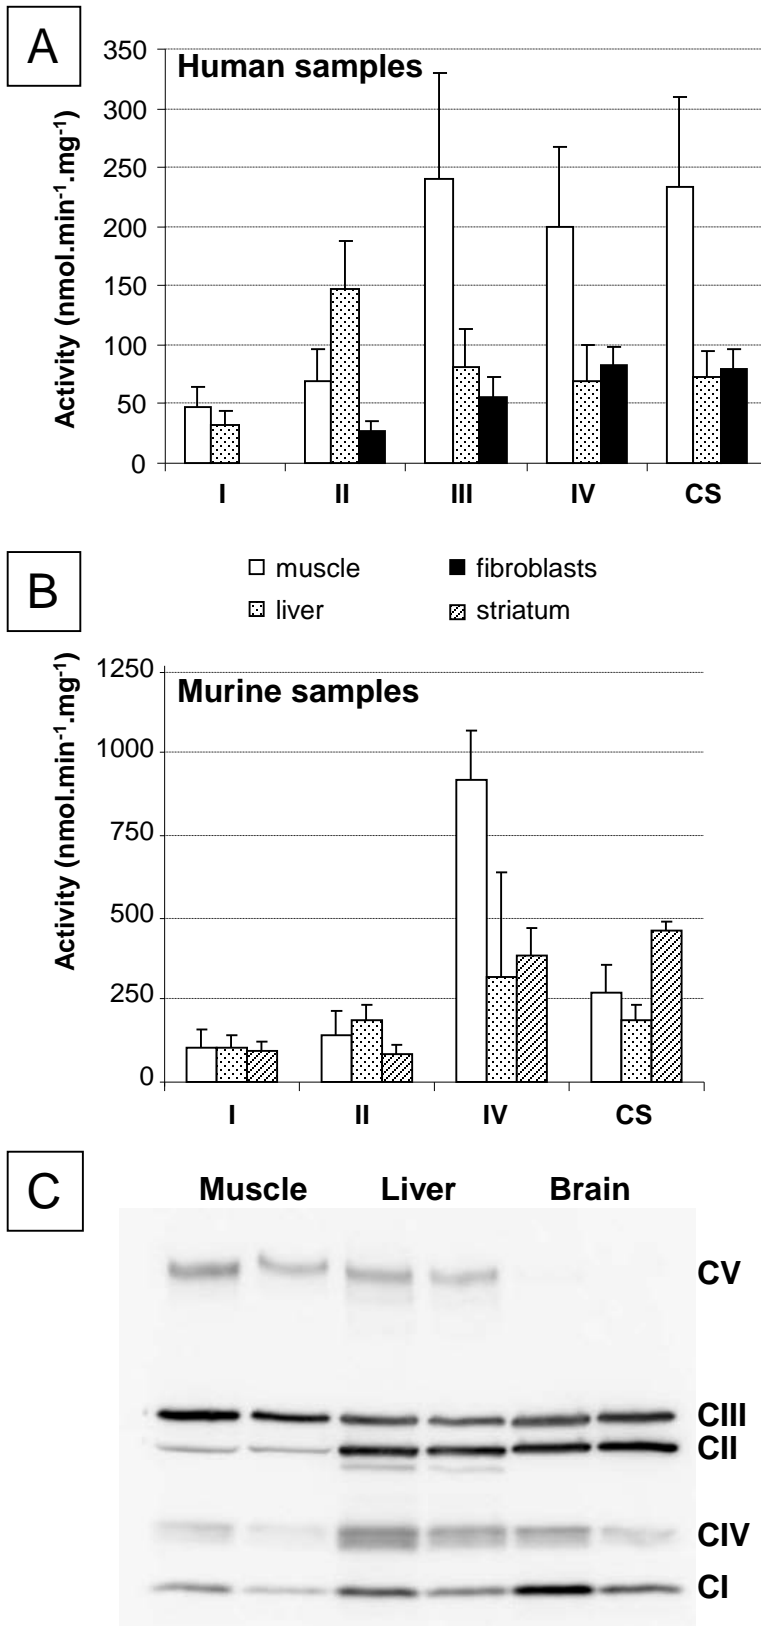 A
Human samples
Activity (nmol.min⁻¹.mg⁻¹)
350
300
250
200
150
100
50
0
I II III IV CS
muscle fibroblasts
liver striatum
B
Murine samples
Activity (nmol.min⁻¹.mg⁻¹)
1250
1000
750
500
250
0
I II IV CS
C
Muscle Liver Brain
CV
CIII
CII
CIV
CI